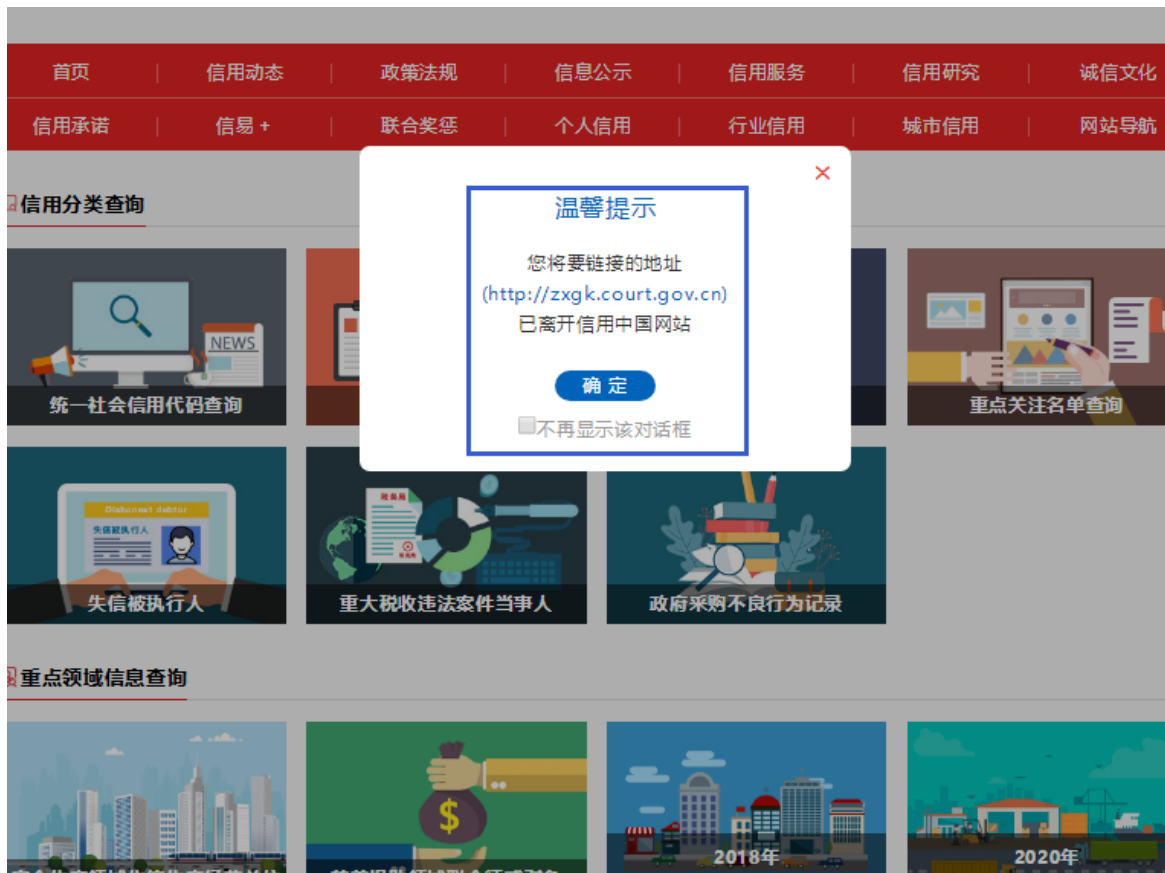 首页 信用动态 政策法规 信息公示 信用服务 信用研究 诚信文化
信用承诺 信易 + 联合奖惩 个人信用 行业信用 城市信用 网站导航
信用分类查询
温馨提示
您将要链接的地址
(http://zxgk.court.gov.cn)
已离开信用中国网站
确 定
不再显示该对话框
NEWS
统一社会信用代码查询
重点关注名单查询
Dishonest debtor
失信被执行人
失信被执行人
重大税收违法案件当事人
政府采购不良行为记录
重点领域信息查询
2018年
2020年